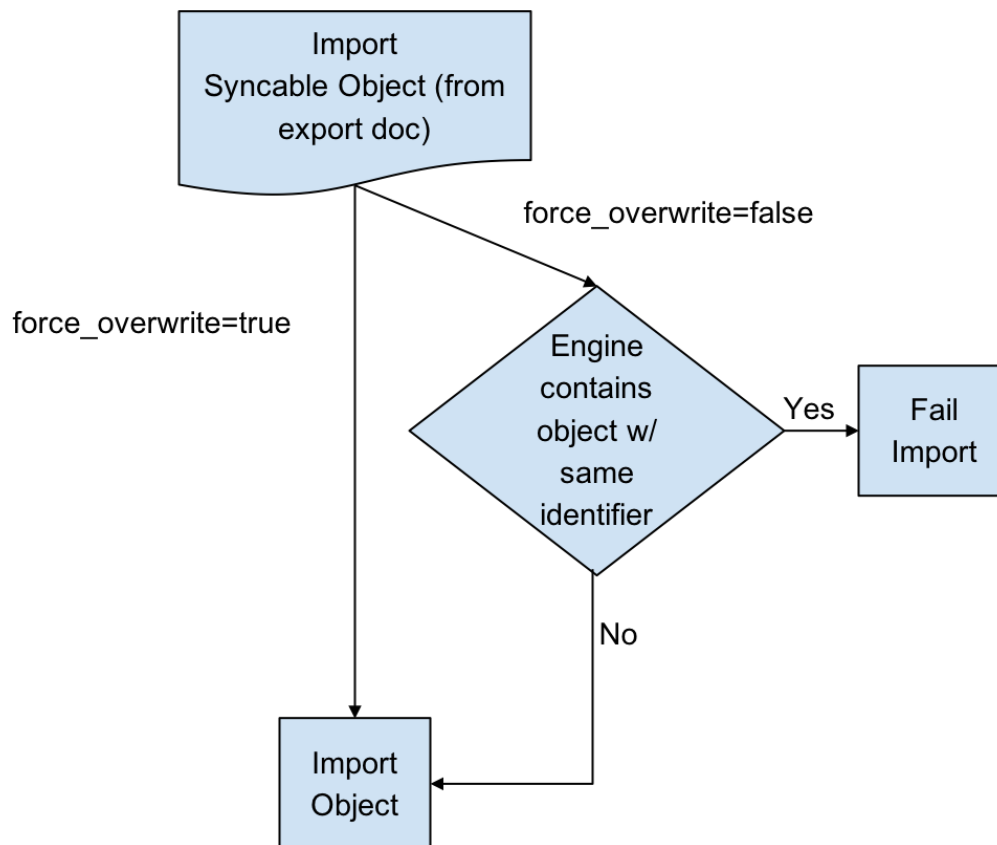 Import
Syncable Object (from
export doc)
force_overwrite=false
force_overwrite=true
Engine
contains
object w/
same
identifier
Yes
Fail
Import
No
Import
Object